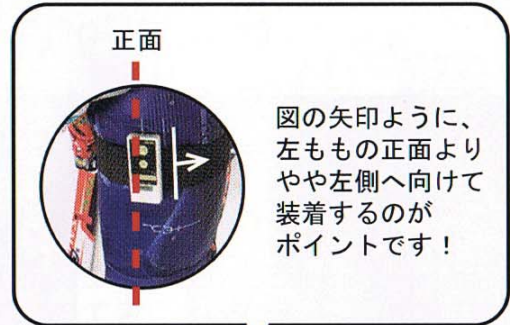 正面
図の矢印ように、
左ももの正面より
やや左側へ向けて
装着するのが
ポイントです！